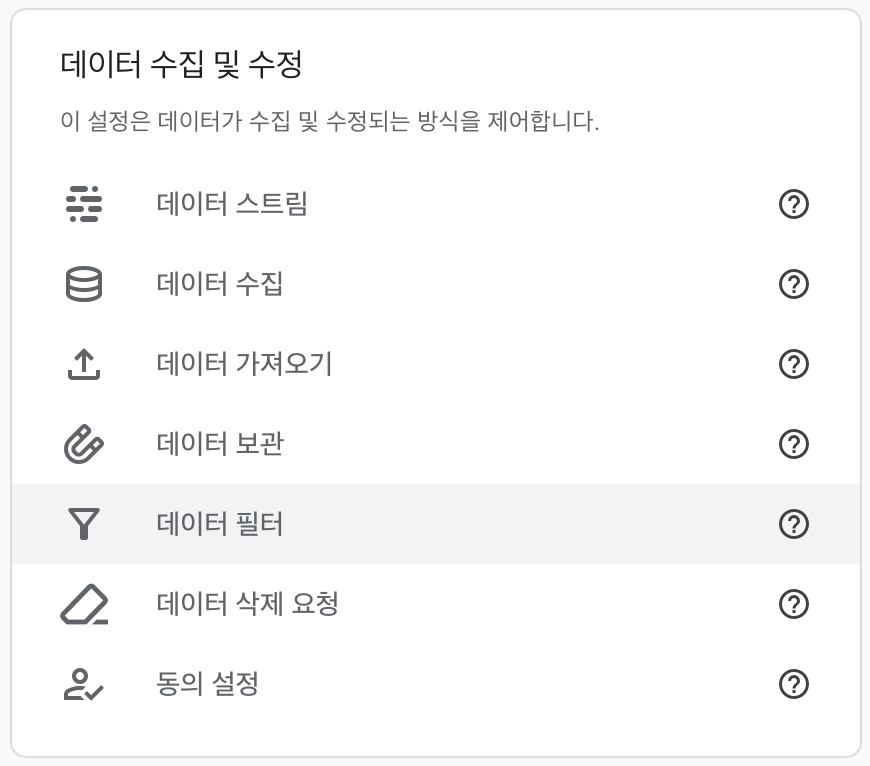 데이터 수집 및 수정
이 설정은 데이터가 수집 및 수정되는 방식을 제어합니다.
데이터 스트림
데이터 수집
데이터 가져오기
데이터 보관
데이터 필터
데이터 삭제 요청
동의 설정